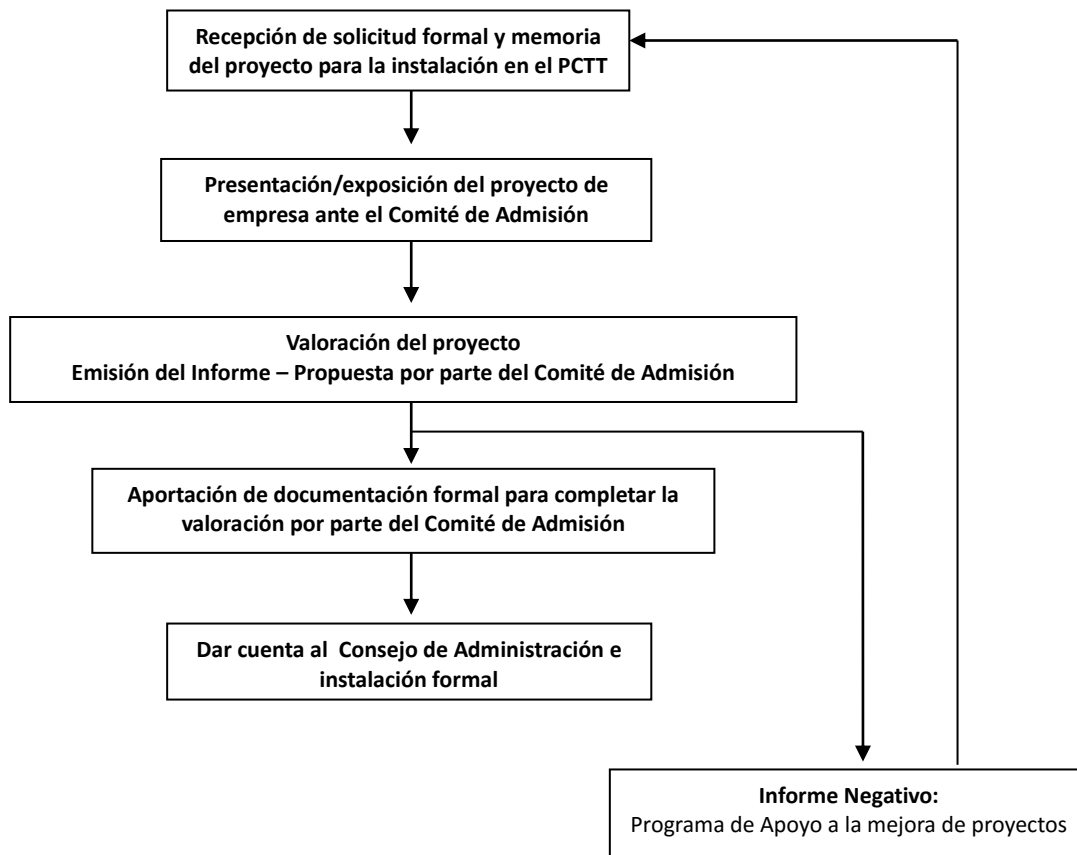 Recepción de solicitud formal y memoria
del proyecto para la instalación en el PCTT
Presentación/exposición del proyecto de
empresa ante el Comité de Admisión
Valoración del proyecto
Emisión del Informe – Propuesta por parte del Comité de Admisión
Aportación de documentación formal para completar la
valoración por parte del Comité de Admisión
Dar cuenta al Consejo de Administración e
instalación formal
Informe Negativo:
Programa de Apoyo a la mejora de proyectos